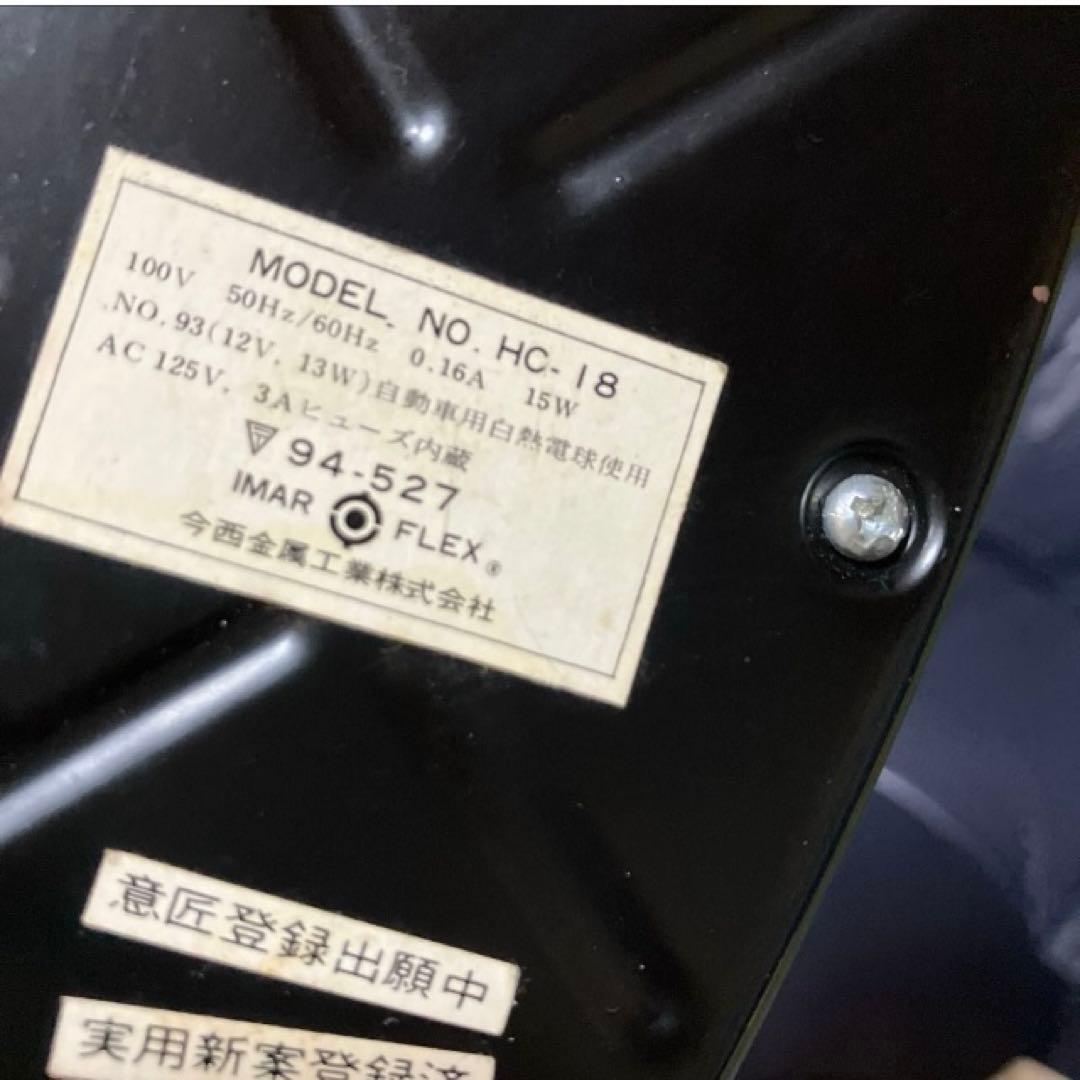 MODEL. NO. HC-18
100V 50Hz/60Hz 0.16A 15W
NO.93(12V, 13W)自動車用白熱電球使用
AC125V, 3Aヒューズ内蔵
94-527
IMAR FLEX ®
今西金属工業株式会社
意匠登録出願中
実用新案登録済